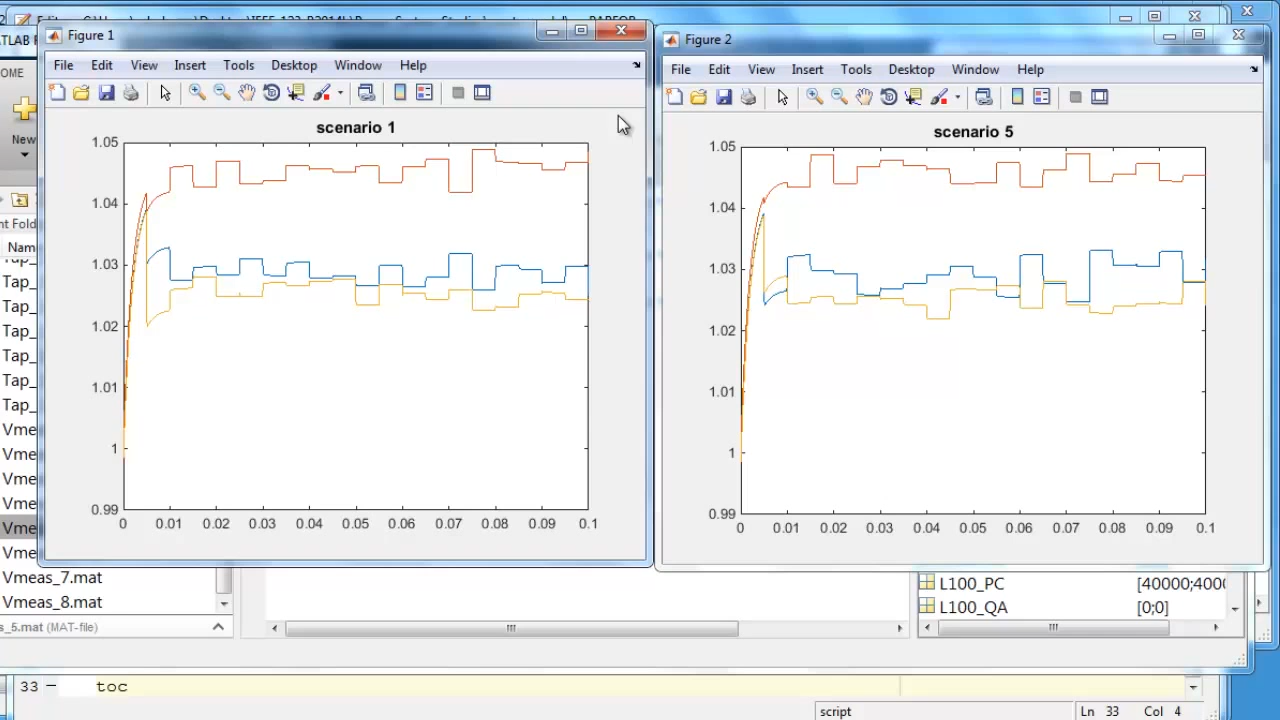 Figure 1
File Edit View Insert Tools Desktop Window Help
scenario 1
1.05
1.04
1.03
1.02
1.01
1
0.99
0 0.01 0.02 0.03 0.04 0.05 0.06 0.07 0.08 0.09 0.1
Figure 2
File Edit View Insert Tools Desktop Window Help
scenario 5
1.05
1.04
1.03
1.02
1.01
1
0.99
0 0.01 0.02 0.03 0.04 0.05 0.06 0.07 0.08 0.09 0.1
ATLAB
OME
New
nt Fold
Nam
Tap_
Tap_
Tap_
Tap_
Tap_
Tap_
Vme
Vme
Vme
Vme
Vme
Vme
Vmeas_7.mat
Vmeas_8.mat
s_5.mat (MAT-file)
L100_PC [40000;4000
L100_QA [0;0]
33 – toc
script Ln 33 Col 4